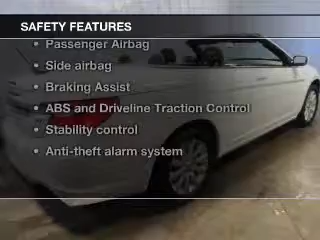 SAFETY FEATURES
• Passenger Airbag
• Side airbag
• Braking Assist
• ABS and Driveline Traction Control
• Stability control
• Anti-theft alarm system